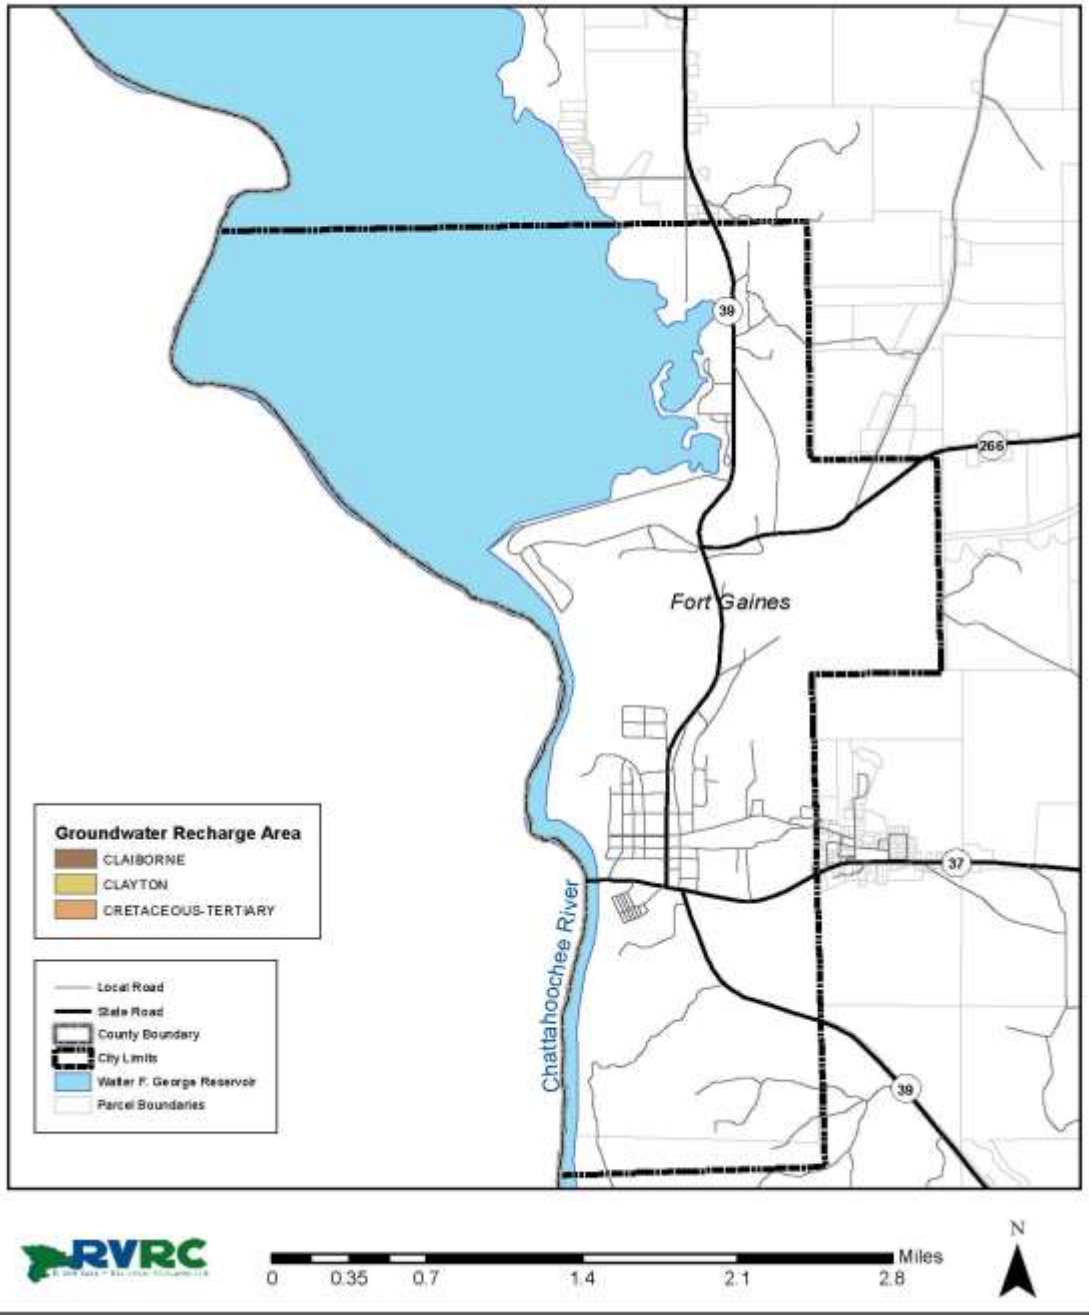 39
266
Fort Gaines
37
39
Chattahoochee River
Groundwater Recharge Area
CLAIBORNE
CLAYTON
CRETACEOUS-TERTIARY
Local Road
State Road
County Boundary
City Limits
Walter F. George Reservoir
Parcel Boundaries
RVRC
0 0.35 0.7 1.4 2.1 2.8 Miles
N